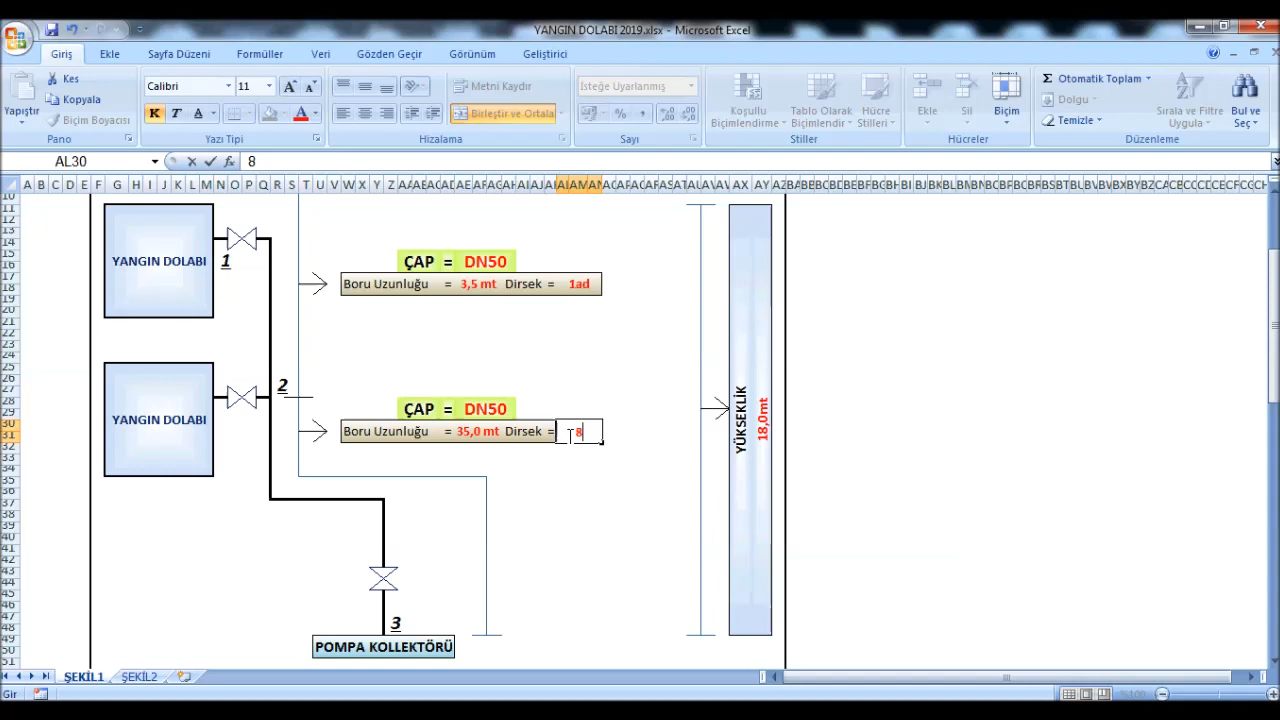 YANGIN DOLABI 2019.xlsx - Microsoft Excel
Giriş Ekle Sayfa Düzeni Formüller Veri Gözden Geçir Görünüm Geliştirici
Yapıştır
Kes
Kopyala
Biçim Boyacısı
Pano
Calibri 11
K T A
Yazı Tipi
Metni Kaydır
Birleştir ve Ortala
Hizalama
İsteğe Uyarlanmış
Sayı
Koşullu Biçimlendirme
Tablo Olarak Biçimlendir
Hücre Stilleri
Stiller
Ekle
Sil
Biçim
Hücreler
Otomatik Toplam
Dolgu
Temizle
Sırala ve Filtre Uygula
Bul ve Seç
Düzenleme
AL30 fx 8
YANGIN DOLABI
1
ÇAP = DN50
Boru Uzunluğu = 3,5 mt Dirsek = 1ad
YANGIN DOLABI
2
ÇAP = DN50
Boru Uzunluğu = 35,0 mt Dirsek = 8
YÜKSEKLİK
18,0mt
3
POMPA KOLLEKTÖRÜ
ŞEKİL1 ŞEKİL2
Gir
%100